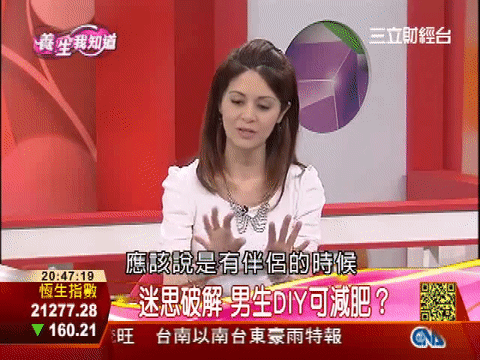 養生我知道
三立財經台
應該說是有伴侶的時候
20:47:19
恆生指數
21277.28
▼160.21
迷思破解 男生DIY可減肥？
旺 台南以南台東豪雨特報
CNA